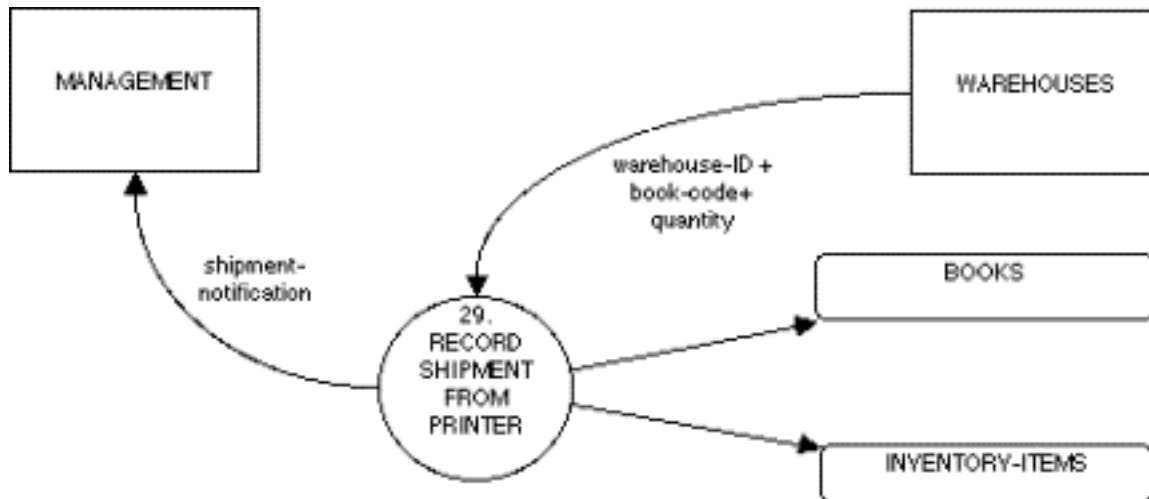 MANAGEMENT
WAREHOUSES
warehouse-ID +
book-code+
quantity
shipment-
notification
BOOKS
29.
RECORD
SHIPMENT
FROM
PRINTER
INVENTORY-ITEMS